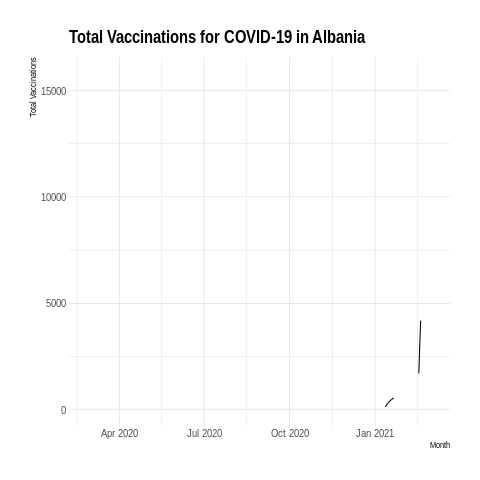 Total Vaccinations for COVID-19 in Albania
Total Vaccinations
15000
10000
5000
0
Apr 2020
Jul 2020
Oct 2020
Jan 2021
Month